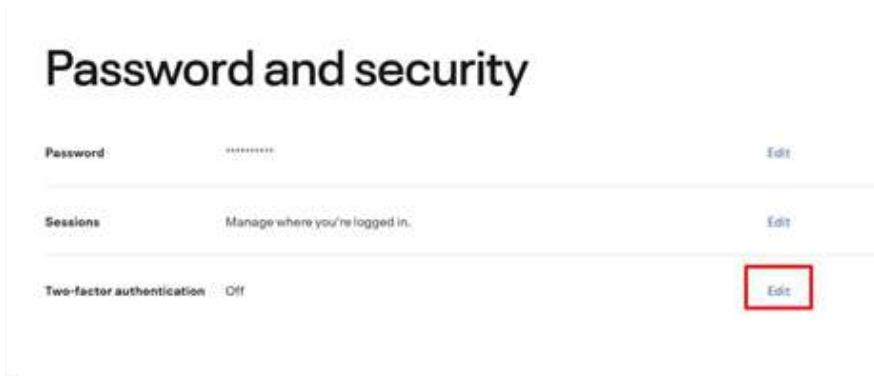 Password and security
Password ********** Edit
Sessions Manage where you're logged in. Edit
Two-factor authentication Off Edit